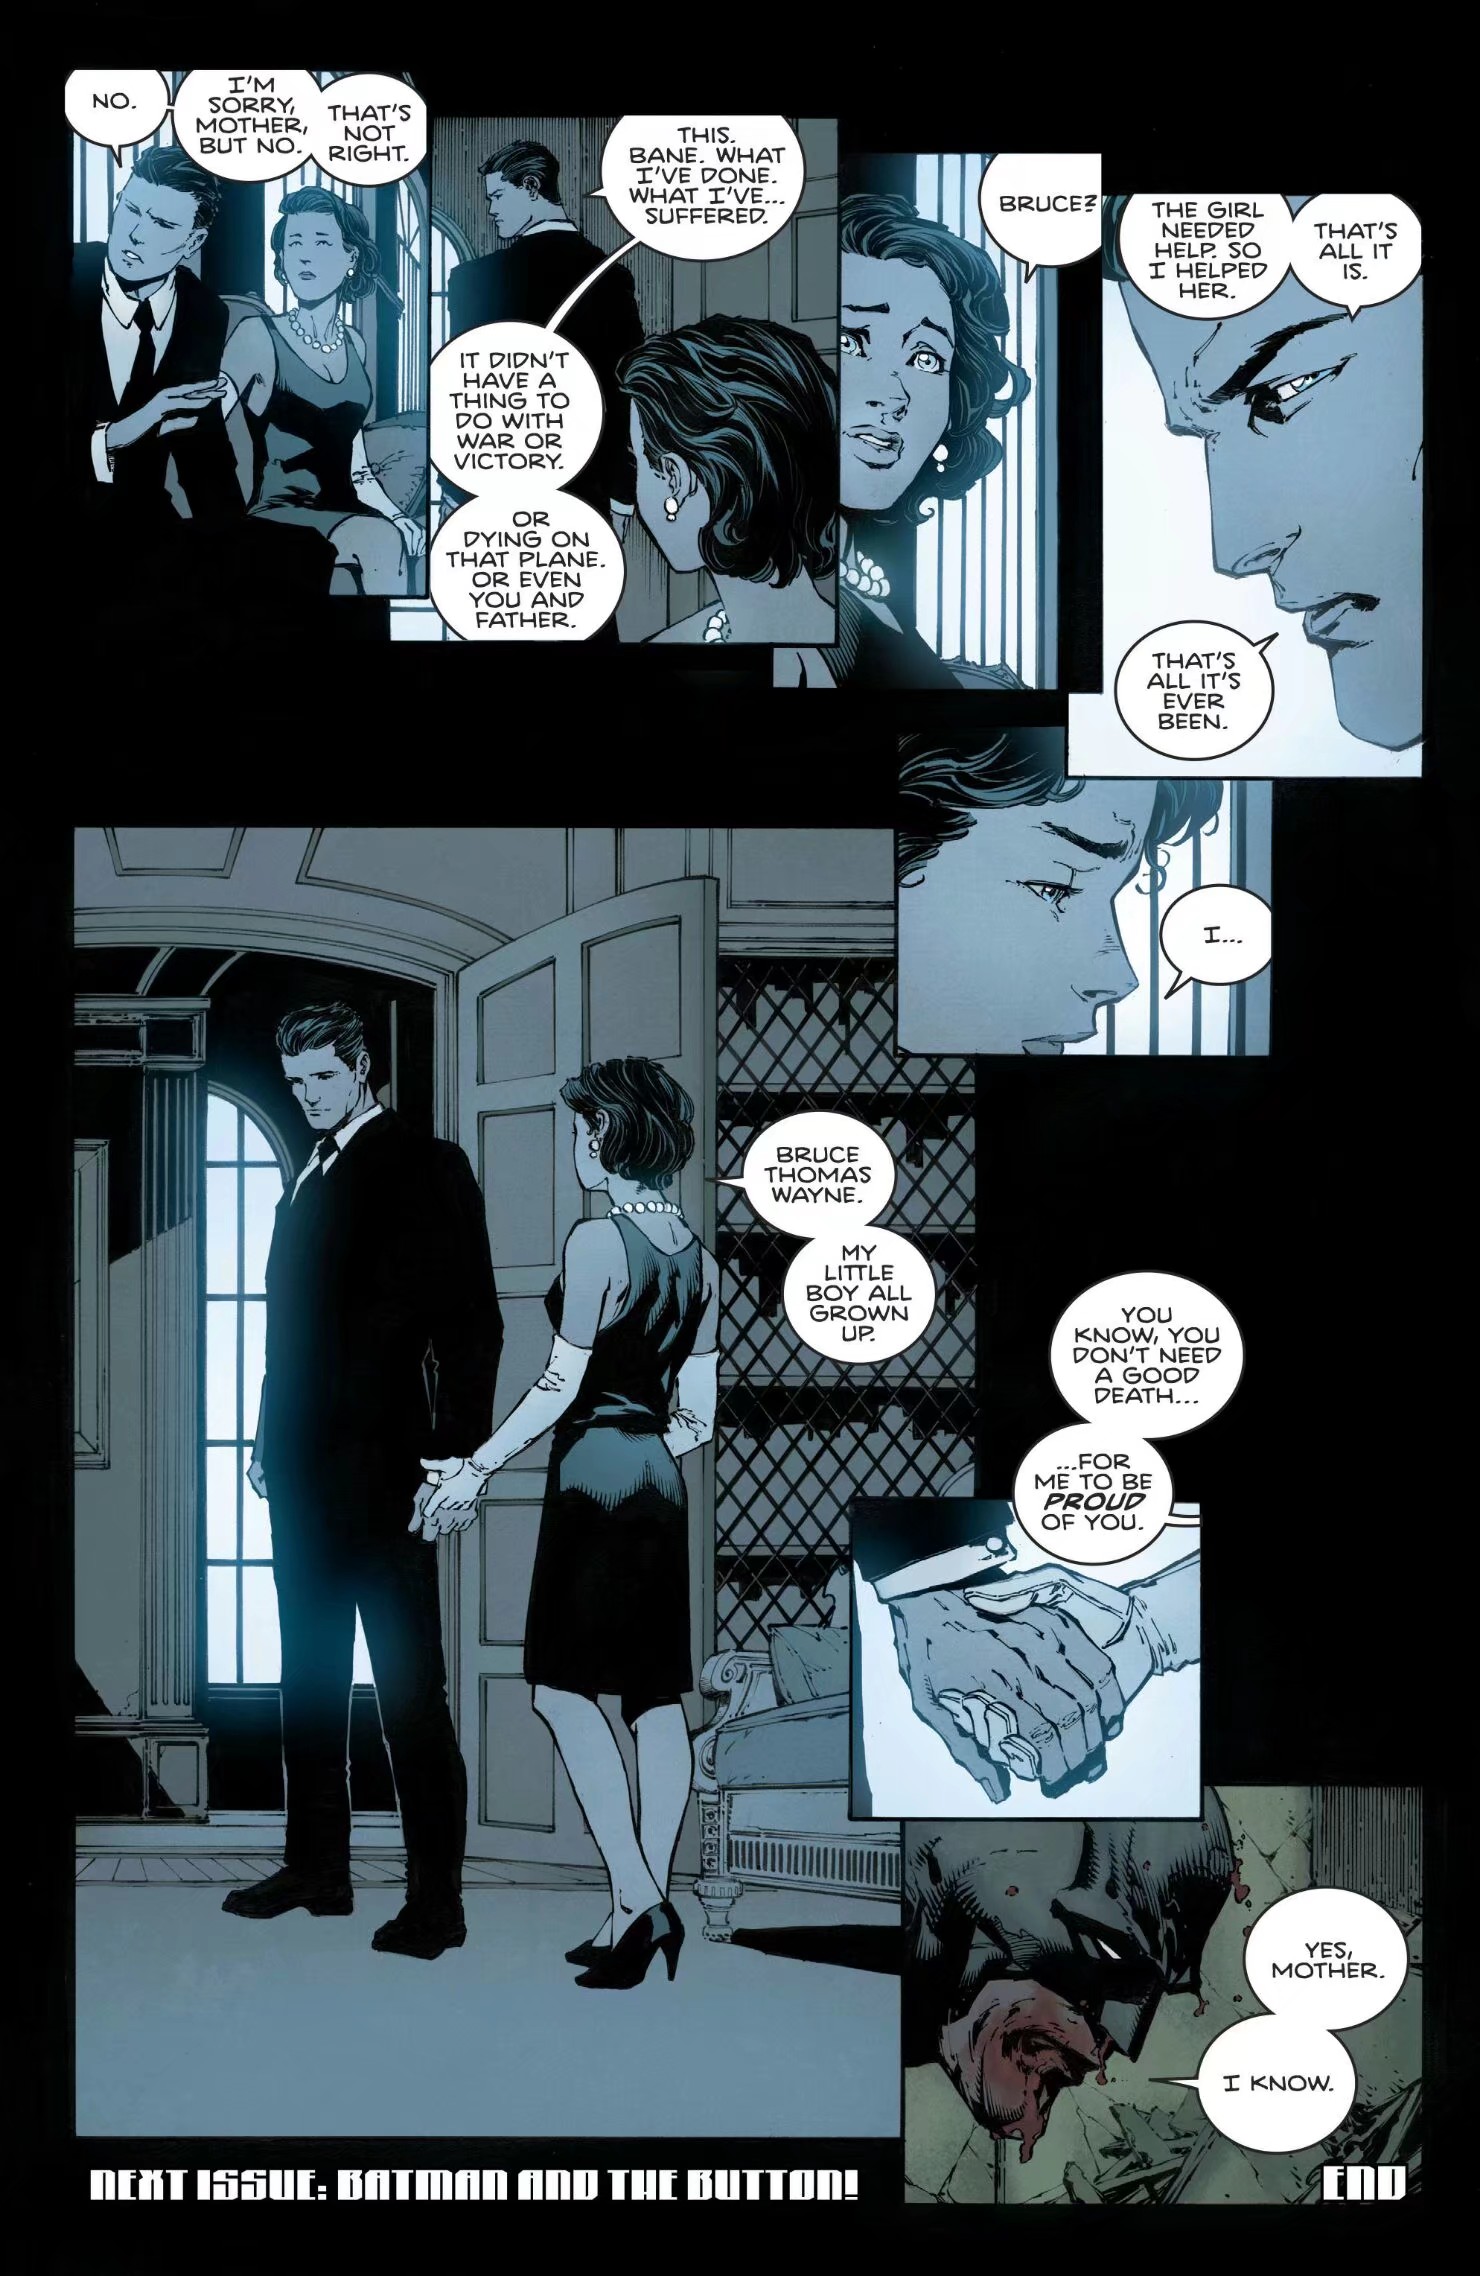 NO.
I'M
SORRY,
MOTHER,
BUT NO.
THAT'S
NOT
RIGHT.
THIS.
BANE. WHAT
I'VE DONE.
WHAT I'VE...
SUFFERED.
IT DIDN'T
HAVE A
THING TO
DO WITH
WAR OR
VICTORY.
OR
DYING ON
THAT PLANE.
OR EVEN
YOU AND
FATHER.
BRUCE?
THE GIRL
NEEDED
HELP. SO
I HELPED
HER.
THAT'S
ALL IT
IS.
THAT'S
ALL IT'S
EVER
BEEN.
I...
BRUCE
THOMAS
WAYNE.
MY
LITTLE
BOY ALL
GROWN
UP.
YOU
KNOW, YOU
DON'T NEED
A GOOD
DEATH...
...FOR
ME TO BE
PROUD
OF YOU.
YES,
MOTHER.
I KNOW.
NEXT ISSUE: BATMAN AND THE BUTTON!
END